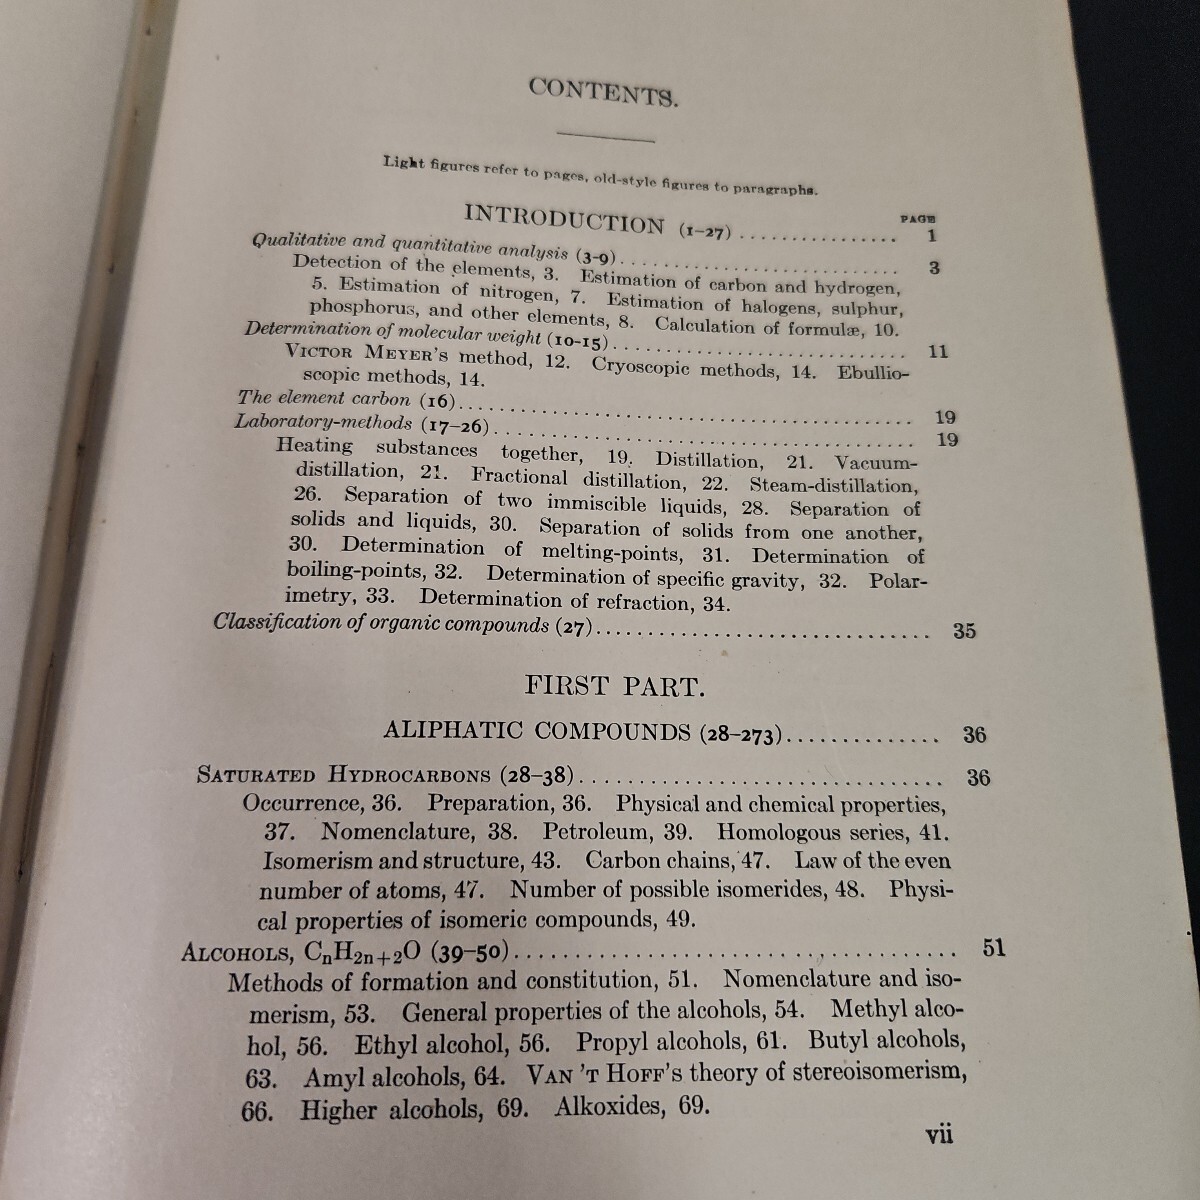 CONTENTS.
Light figures refer to pages, old-style figures to paragraphs.
PAGE
INTRODUCTION (1-27) ................ 1
Qualitative and quantitative analysis (3-9)............................ 3
Detection of the elements, 3. Estimation of carbon and hydrogen,
5. Estimation of nitrogen, 7. Estimation of halogens, sulphur,
phosphorus, and other elements, 8. Calculation of formulæ, 10.
Determination of molecular weight (10-15)............................ 11
VICTOR MEYER'S method, 12. Cryoscopic methods, 14. Ebullio-
scopic methods, 14.
The element carbon (16)............................................ 19
Laboratory-methods (17-26)........................................ 19
Heating substances together, 19. Distillation, 21. Vacuum-
distillation, 21. Fractional distillation, 22. Steam-distillation,
26. Separation of two immiscible liquids, 28. Separation of
solids and liquids, 30. Separation of solids from one another,
30. Determination of melting-points, 31. Determination of
boiling-points, 32. Determination of specific gravity, 32. Polar-
imetry, 33. Determination of refraction, 34.
Classification of organic compounds (27)................................. 35
FIRST PART.
ALIPHATIC COMPOUNDS (28-273).............. 36
SATURATED HYDROCARBONS (28-38)................................ 36
Occurrence, 36. Preparation, 36. Physical and chemical properties,
37. Nomenclature, 38. Petroleum, 39. Homologous series, 41.
Isomerism and structure, 43. Carbon chains, 47. Law of the even
number of atoms, 47. Number of possible isomerides, 48. Physi-
cal properties of isomeric compounds, 49.
ALCOHOLS, CnH2n+2O (39-50)..................................... 51
Methods of formation and constitution, 51. Nomenclature and iso-
merism, 53. General properties of the alcohols, 54. Methyl alco-
hol, 56. Ethyl alcohol, 56. Propyl alcohols, 61. Butyl alcohols,
63. Amyl alcohols, 64. VAN 'T HOFF'S theory of stereoisomerism,
66. Higher alcohols, 69. Alkoxides, 69.
vii